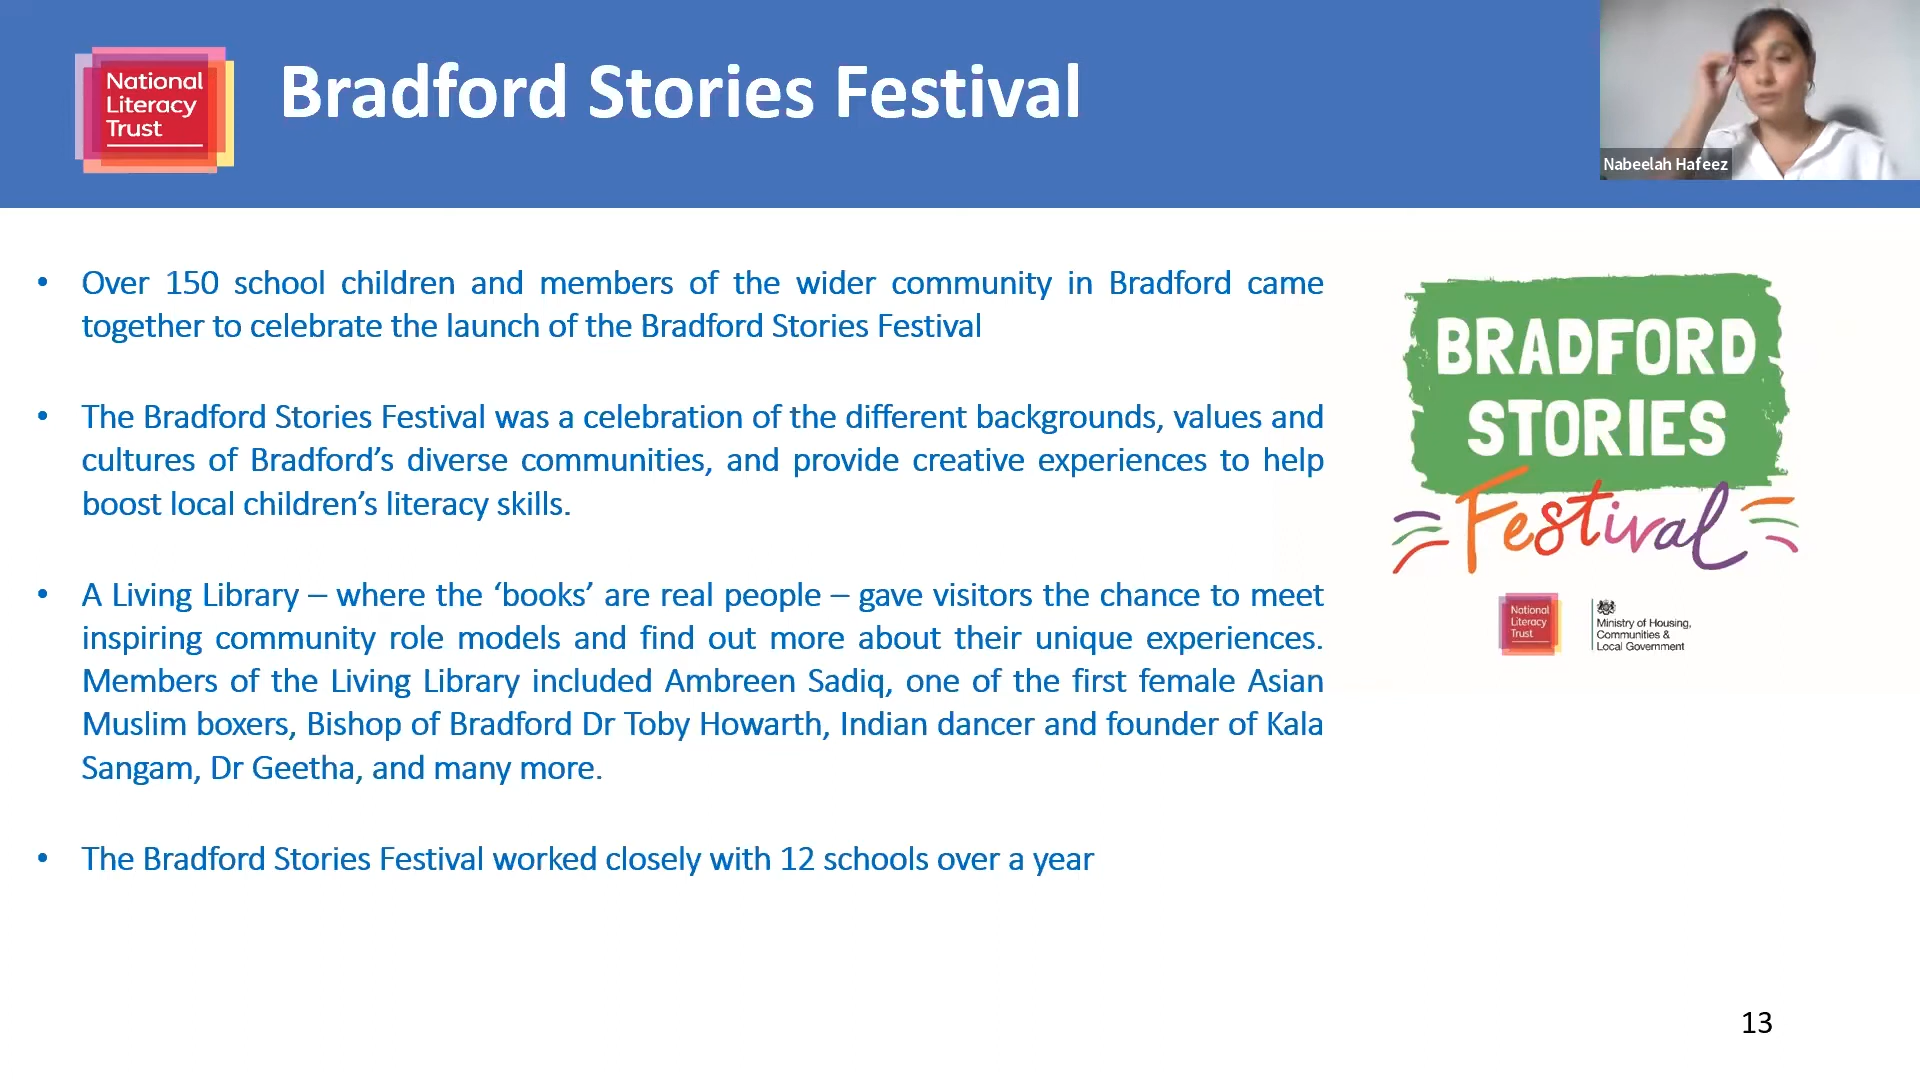 National
Literacy
Trust
Bradford Stories Festival
Nabeelah Hafeez
• Over 150 school children and members of the wider community in Bradford came
together to celebrate the launch of the Bradford Stories Festival
• The Bradford Stories Festival was a celebration of the different backgrounds, values and
cultures of Bradford’s diverse communities, and provide creative experiences to help
boost local children’s literacy skills.
• A Living Library – where the ‘books’ are real people – gave visitors the chance to meet
inspiring community role models and find out more about their unique experiences.
Members of the Living Library included Ambreen Sadiq, one of the first female Asian
Muslim boxers, Bishop of Bradford Dr Toby Howarth, Indian dancer and founder of Kala
Sangam, Dr Geetha, and many more.
• The Bradford Stories Festival worked closely with 12 schools over a year
BRADFORD
STORIES
Festival
National
Literacy
Trust
Ministry of Housing,
Communities &
Local Government
13